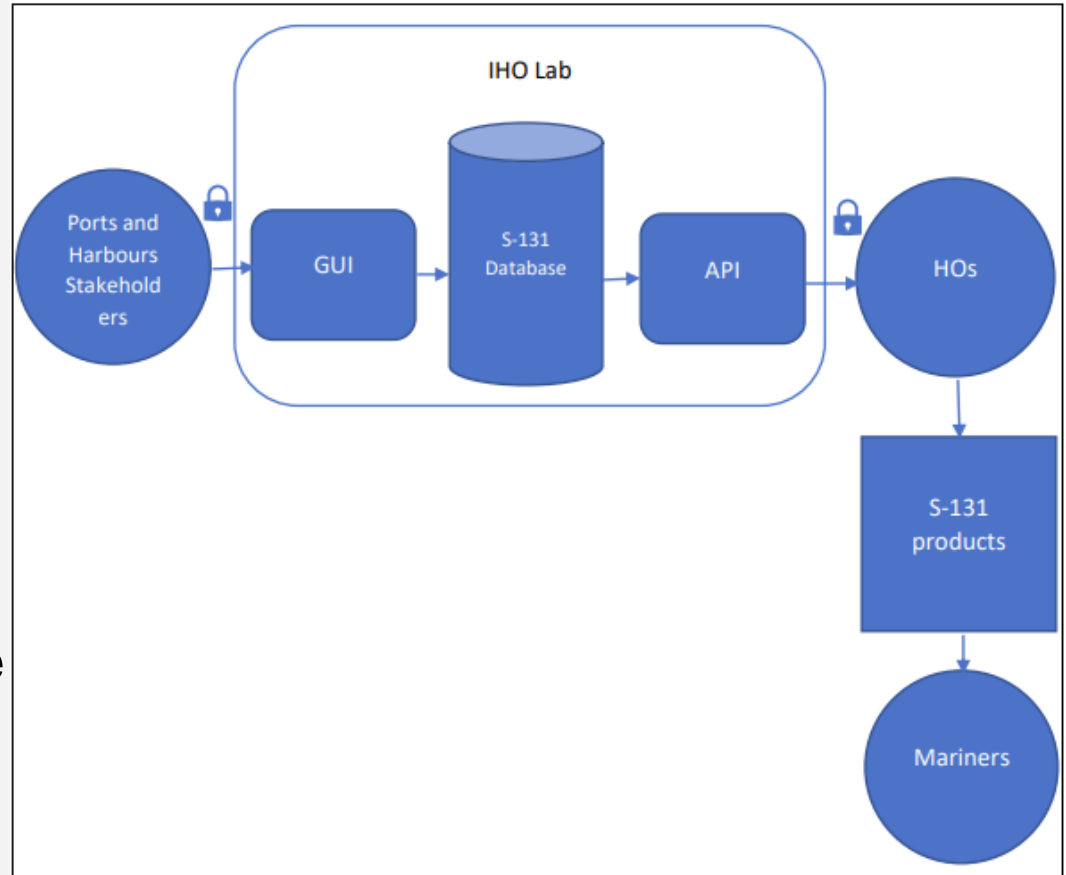 IHO Lab
Ports and
Harbours
Stakehold
ers
GUI
S-131
Database
API
HOs
S-131
products
Mariners
e